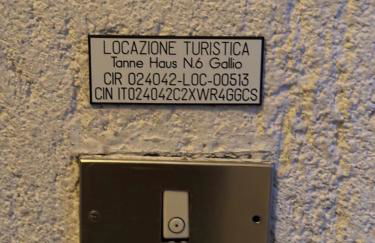 LOCAZIONE TURISTICA
Tanne Haus N.6 Gallio
CIR 024042-LOC-00513
CIN IT024042C2XWR4GGCS